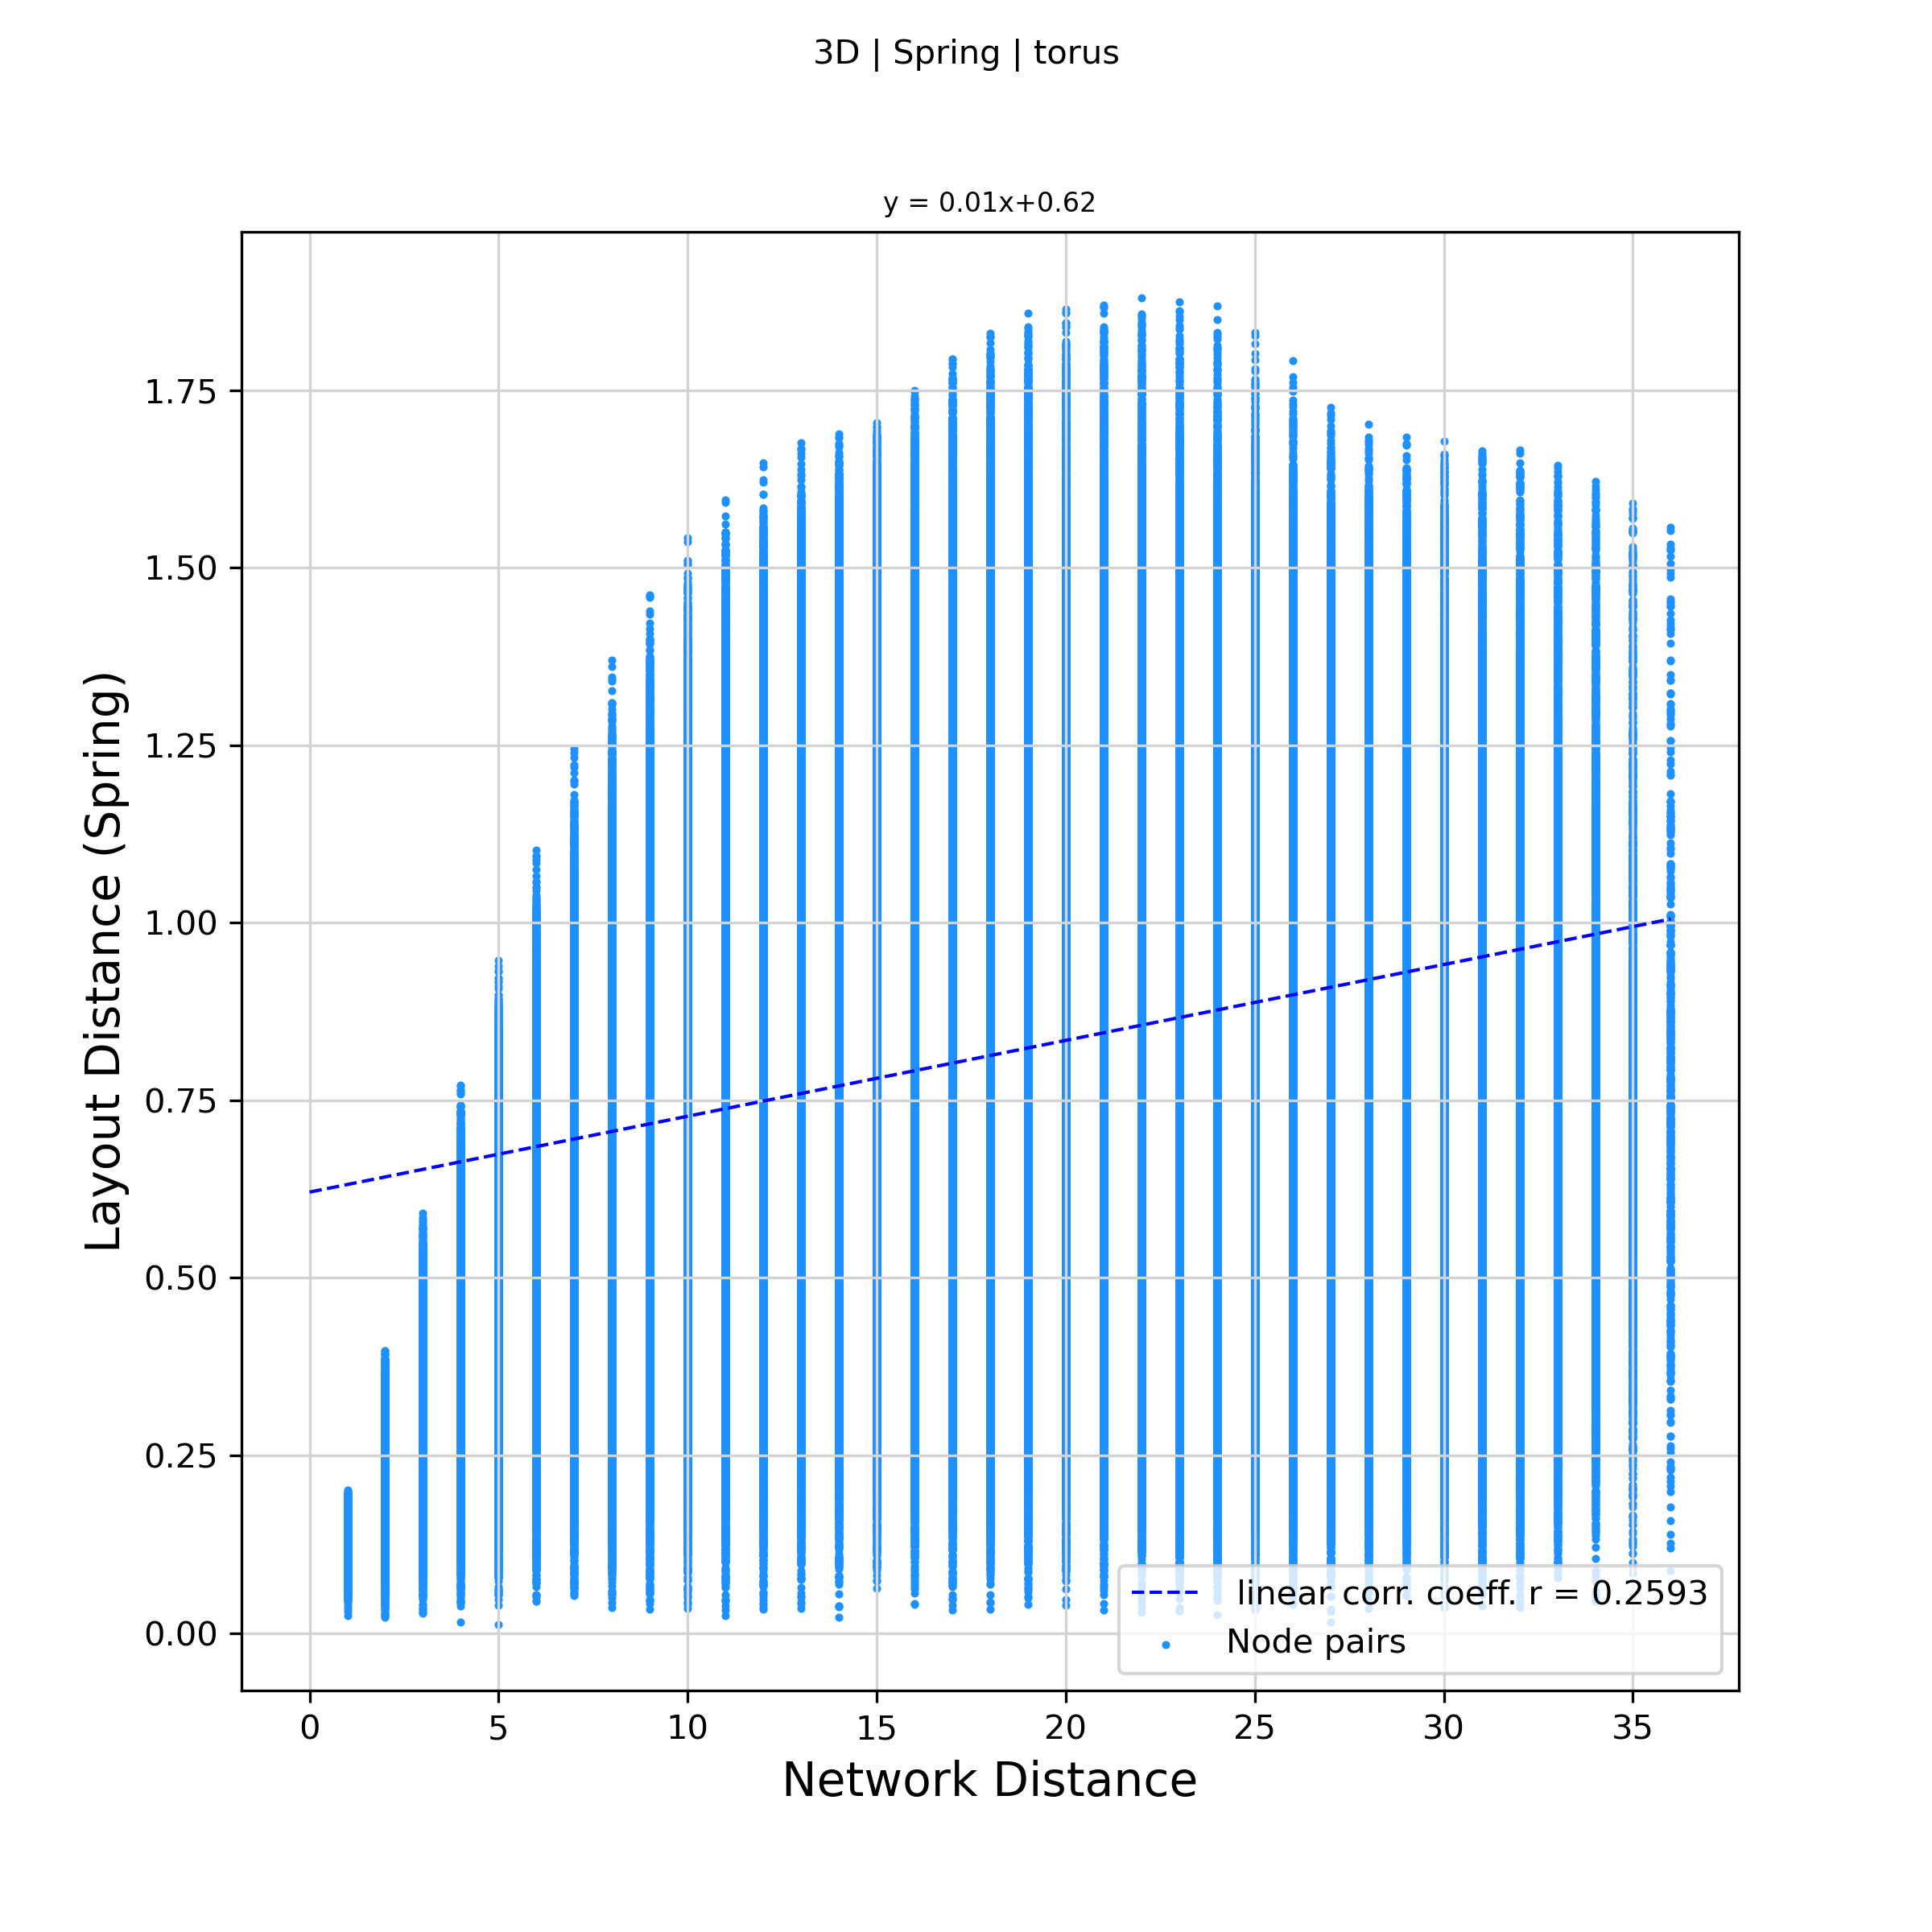 3D | Spring | torus
y = 0.01x+0.62
Layout Distance (Spring)
1.75
1.50
1.25
1.00
0.75
0.50
0.25
0.00
linear corr. coeff. r = 0.2593
Node pairs
0 5 10 15 20 25 30 35
Network Distance